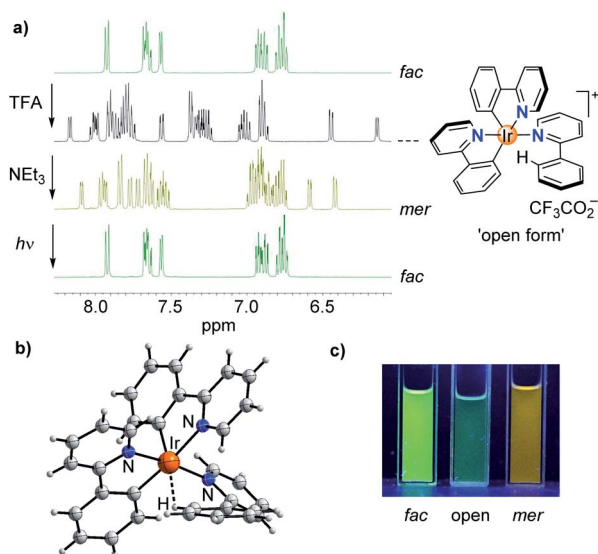 a)
fac
TFA
NEt₃
mer
hν
fac
8.0 7.5 7.0 6.5
ppm
]⁺
N
Ir
N
N
H
CF₃CO₂⁻
'open form'
b)
N
Ir
N
N
H
c)
fac open mer